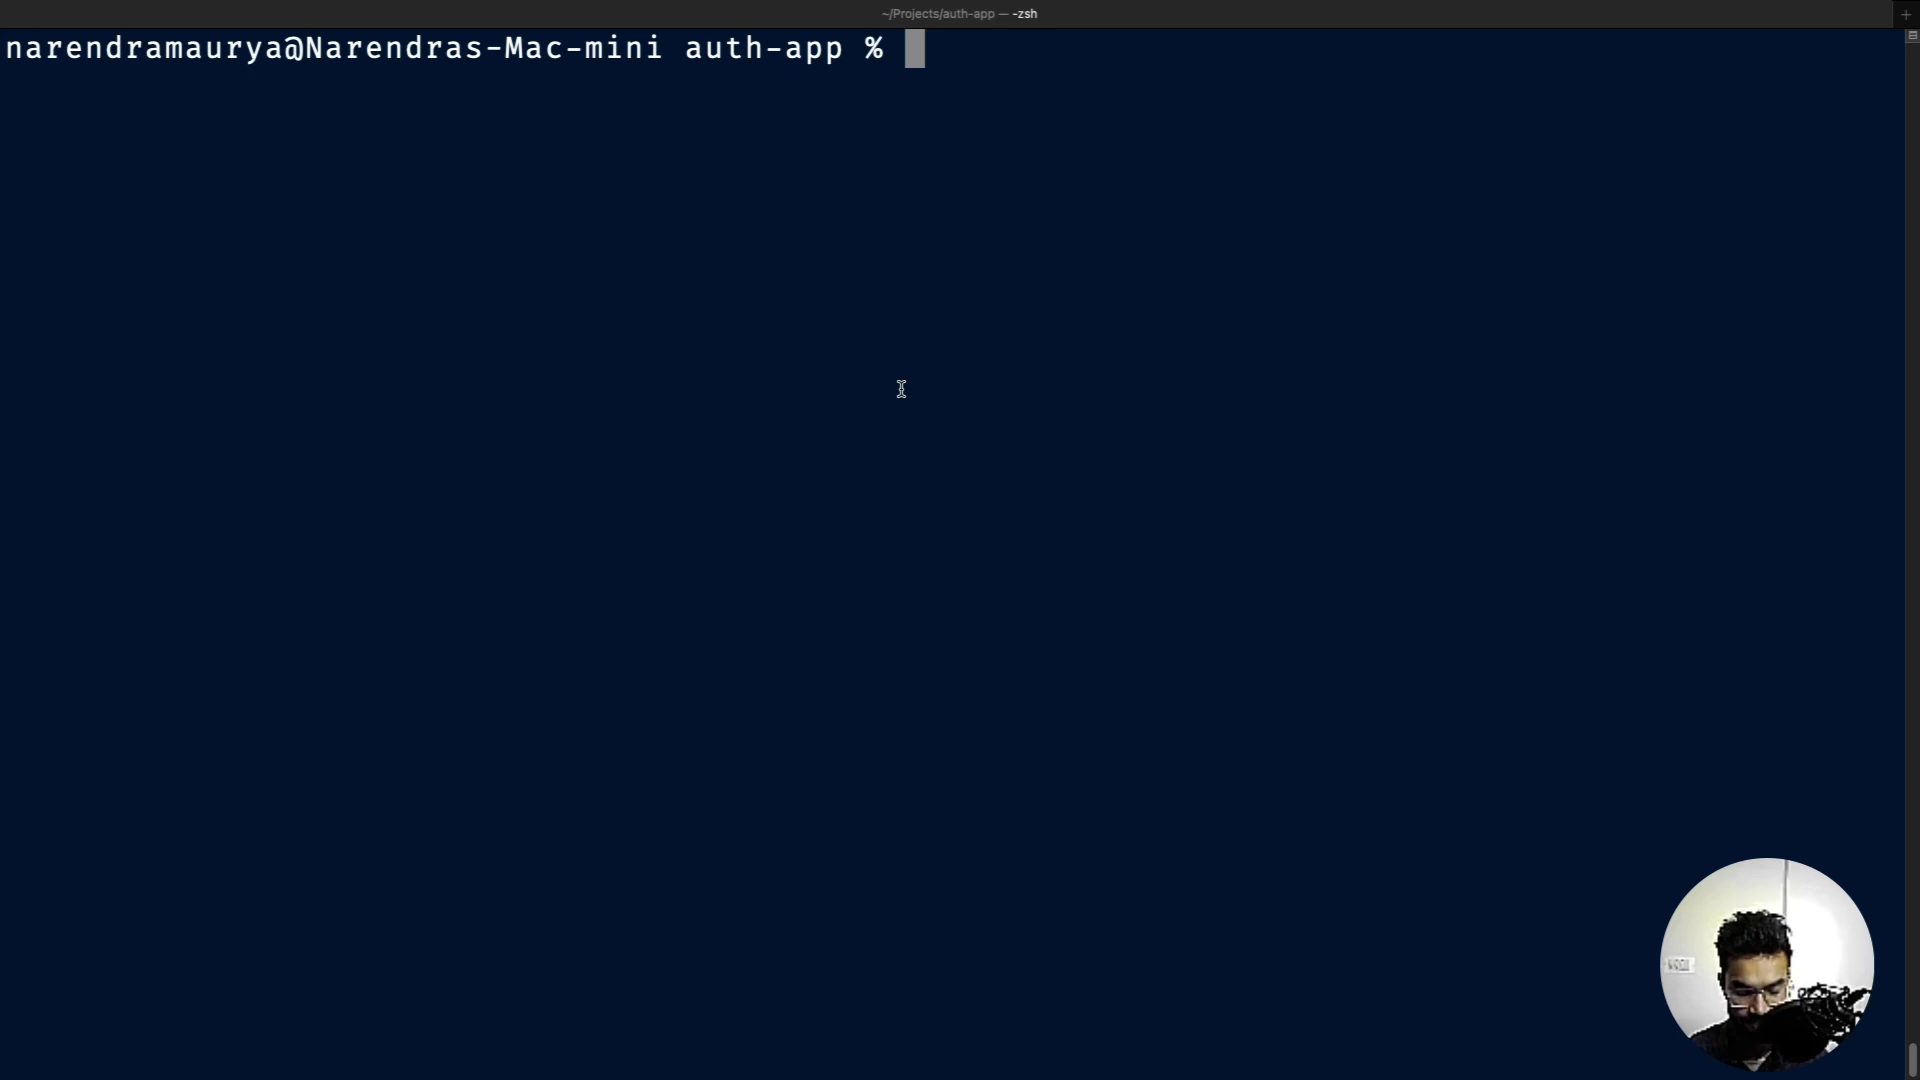 ~/Projects/auth-app — -zsh
narendramaurya@Narendras-Mac-mini auth-app %